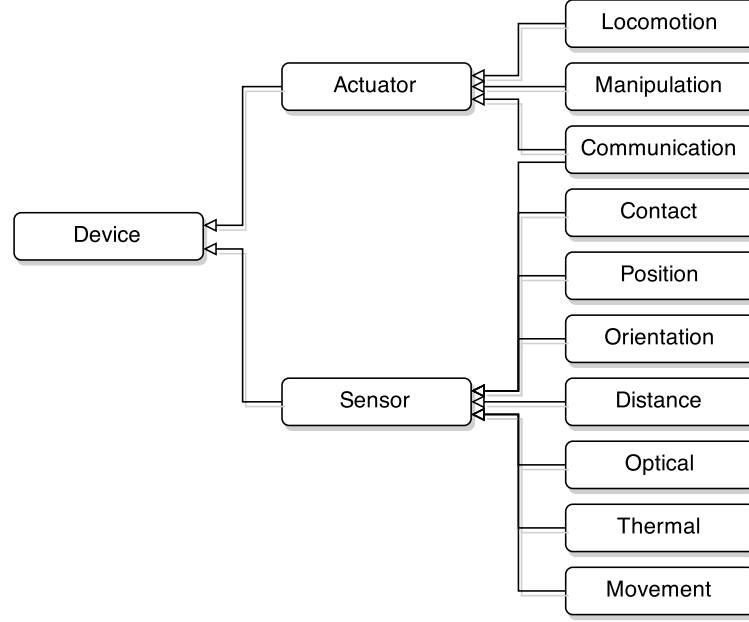 Locomotion
Actuator
Manipulation
Communication
Contact
Device
Position
Orientation
Sensor
Distance
Optical
Thermal
Movement